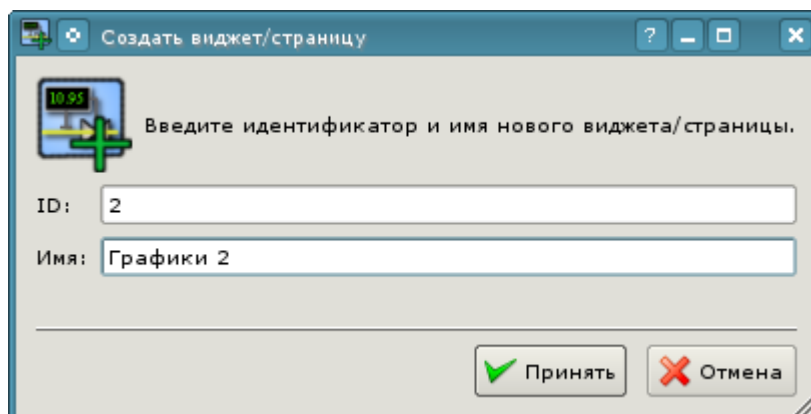 Создать виджет/страницу
?
10.95
Введите идентификатор и имя нового виджета/страницы.
ID: 2
Имя: Графики 2
Принять Отмена